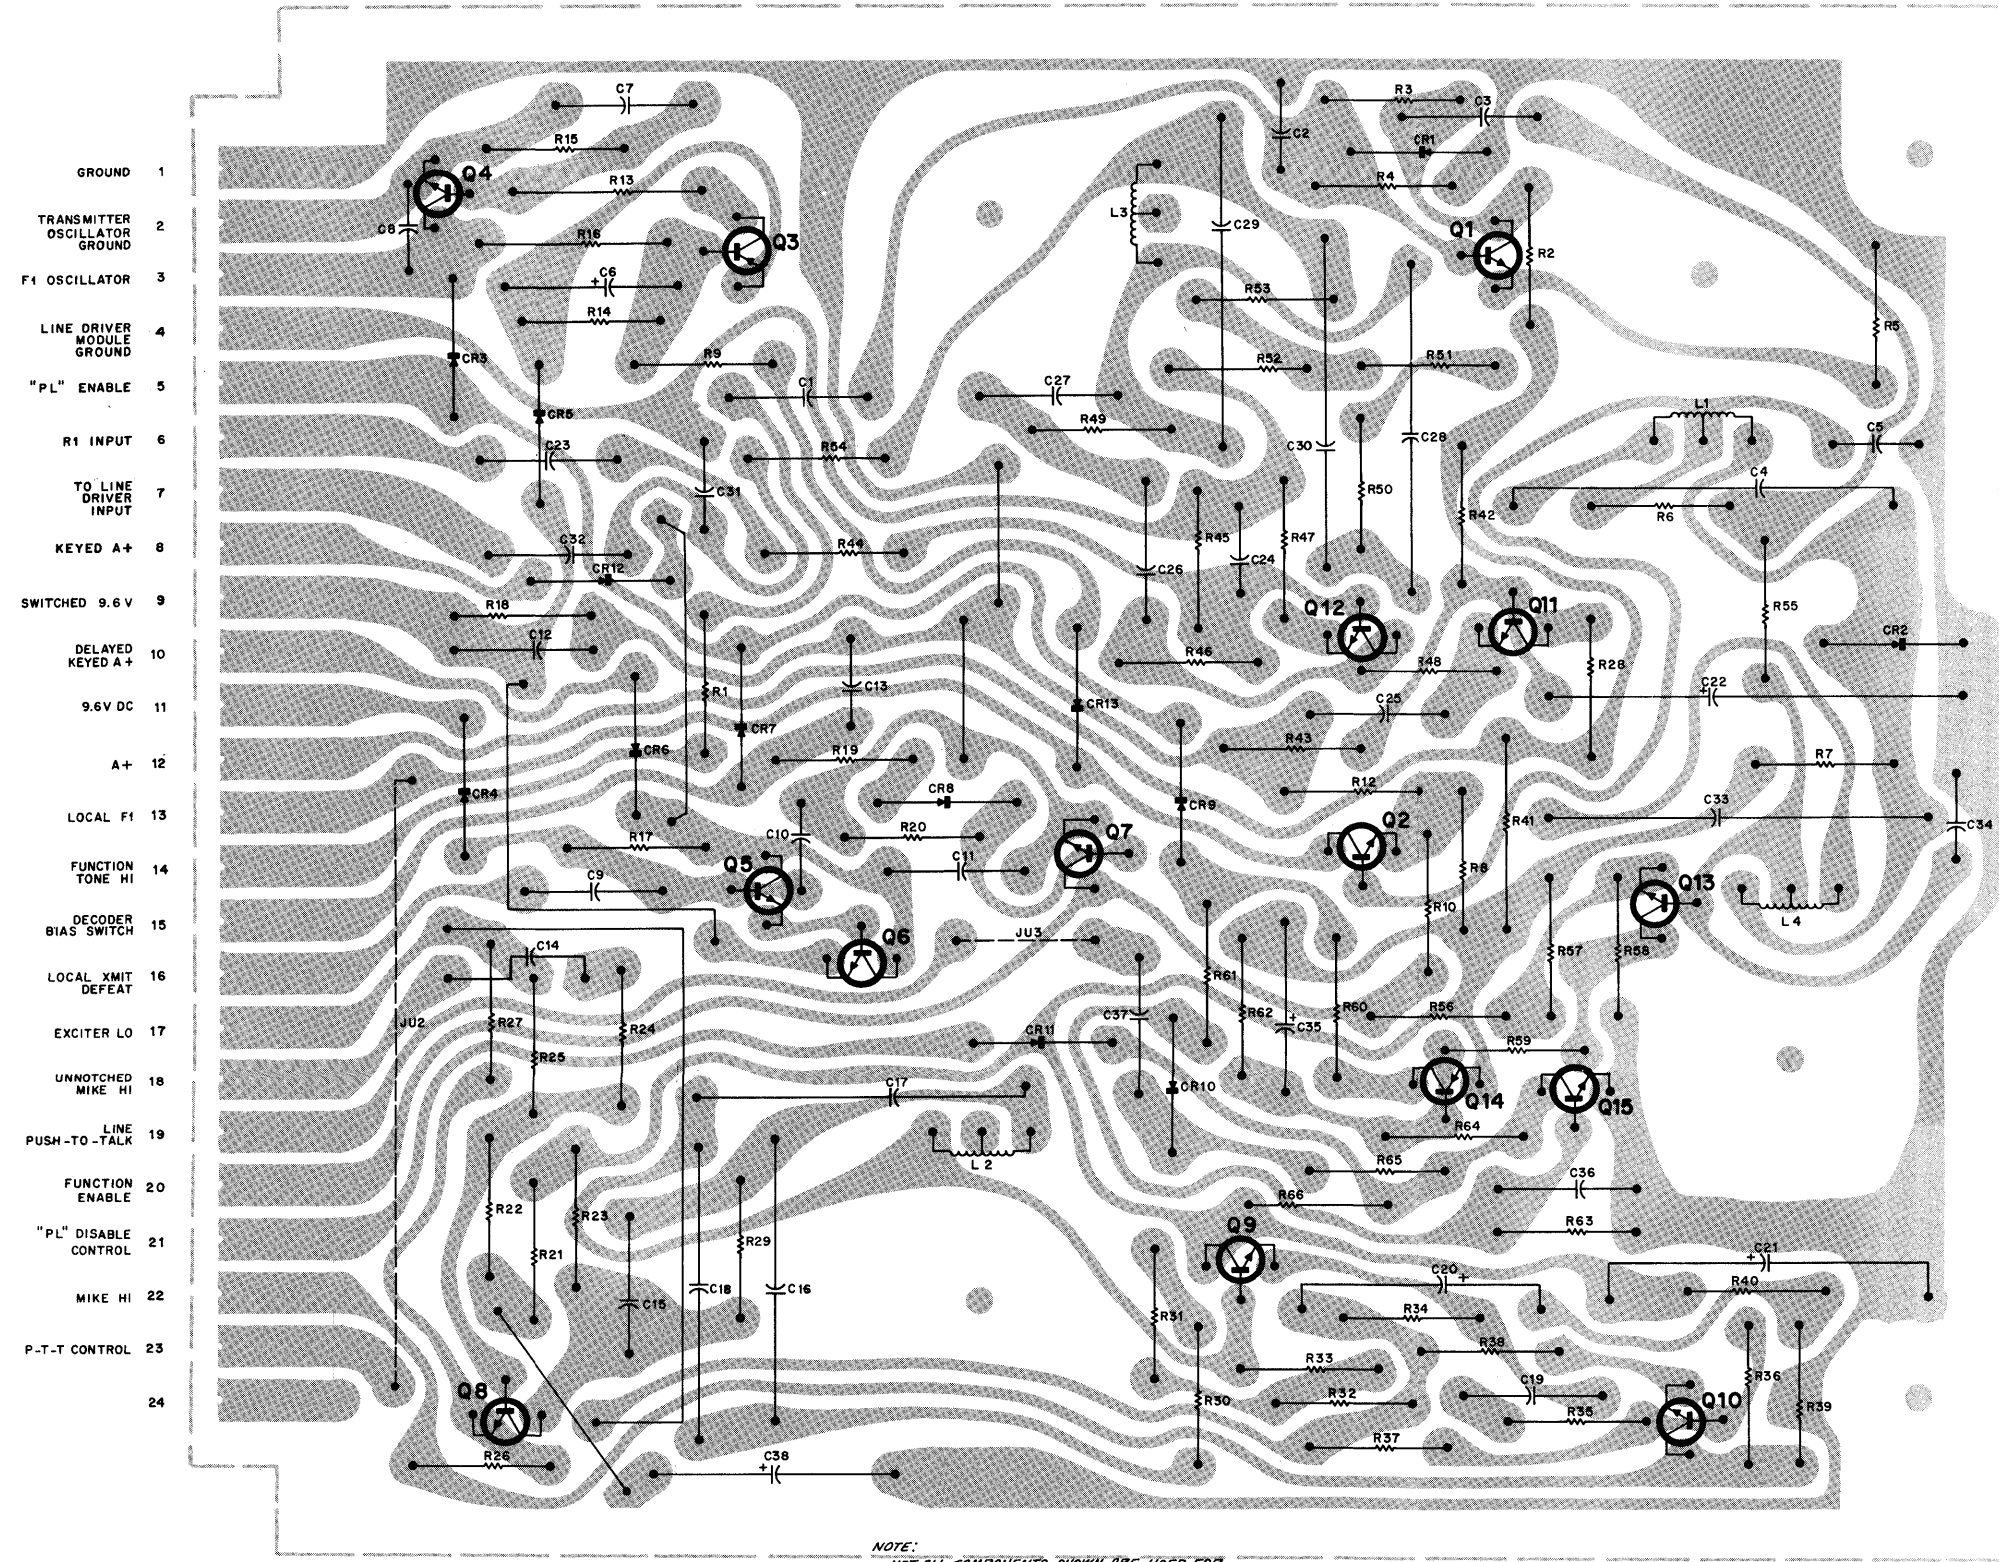 GROUND 1
TRANSMITTER
OSCILLATOR 2
GROUND
F1 OSCILLATOR 3
LINE DRIVER
MODULE 4
GROUND
"PL" ENABLE 5
R1 INPUT 6
TO LINE
DRIVER 7
INPUT
KEYED A+ 8
SWITCHED 9.6 V 9
DELAYED
KEYED A+ 10
9.6V DC 11
A+ 12
LOCAL F1 13
FUNCTION
TONE HI 14
DECODER
BIAS SWITCH 15
LOCAL XMIT
DEFEAT 16
EXCITER LO 17
UNNOTCHED
MIKE HI 18
LINE
PUSH-TO-TALK 19
FUNCTION
ENABLE 20
"PL" DISABLE
CONTROL 21
MIKE HI 22
P-T-T CONTROL 23
24
C7
R15
Q4
R13
C8
R16
Q3
C6
+
R14
CR3
R9
C1
CR5
C23
R54
C31
C32
R44
CR12
R18
C12
R1
C13
CR6
CR7
R19
CR4
CR8
C10
R20
R17
Q5
C11
Q7
C9
C14
Q6
JU3
JU2
R27
R24
R25
CR11
C17
L2
R22
R23
R21
R29
C15
C18
C16
Q8
R26
C38
+
R3
C3
C2
CR1
R4
L3
C29
Q1
R2
R53
R5
R52
R51
C27
R49
L1
C5
C30
C28
C4
R50
R6
R42
R45
C24
R47
C26
Q12
Q11
R55
CR2
R46
R48
R28
C22
+
CR13
C25
R43
R7
R12
CR9
C33
C34
Q2
R41
R8
Q13
R10
L4
R57
R58
R61
C37
R62
C35
+
R60
R56
R59
CR10
Q14
Q15
R64
R65
C36
R66
R63
Q9
C21
+
C20
+
R40
R31
R34
R38
R33
R36
C19
R30
R32
R35
Q10
R39
R37
NOTE: